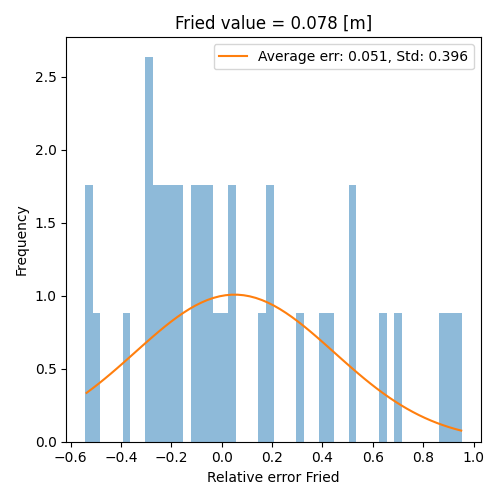 Fried value = 0.078 [m]
Average err: 0.051, Std: 0.396
Frequency
2.5
2.0
1.5
1.0
0.5
0.0
−0.6 −0.4 −0.2 0.0 0.2 0.4 0.6 0.8 1.0
Relative error Fried